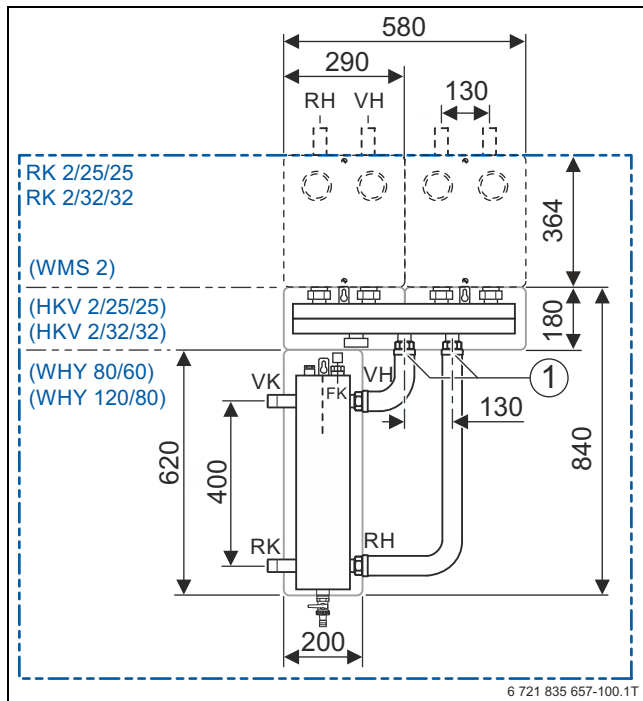 580
290
130
RH VH
RK 2/25/25
RK 2/32/32
364
(WMS 2)
(HKV 2/25/25)
(HKV 2/32/32)
180
(WHY 80/60)
(WHY 120/80)
VK
FK
VH
1
130
620
400
840
RK
RH
200
6 721 835 657-100.1T